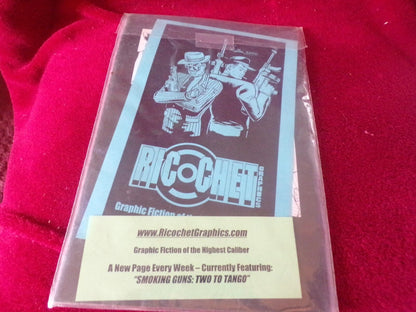 RICOCHET
GRAPHICS
Graphic Fiction of the
www.RicochetGraphics.com
Graphic Fiction of the Highest Caliber
A New Page Every Week – Currently Featuring:
"SMOKING GUNS: TWO TO TANGO"